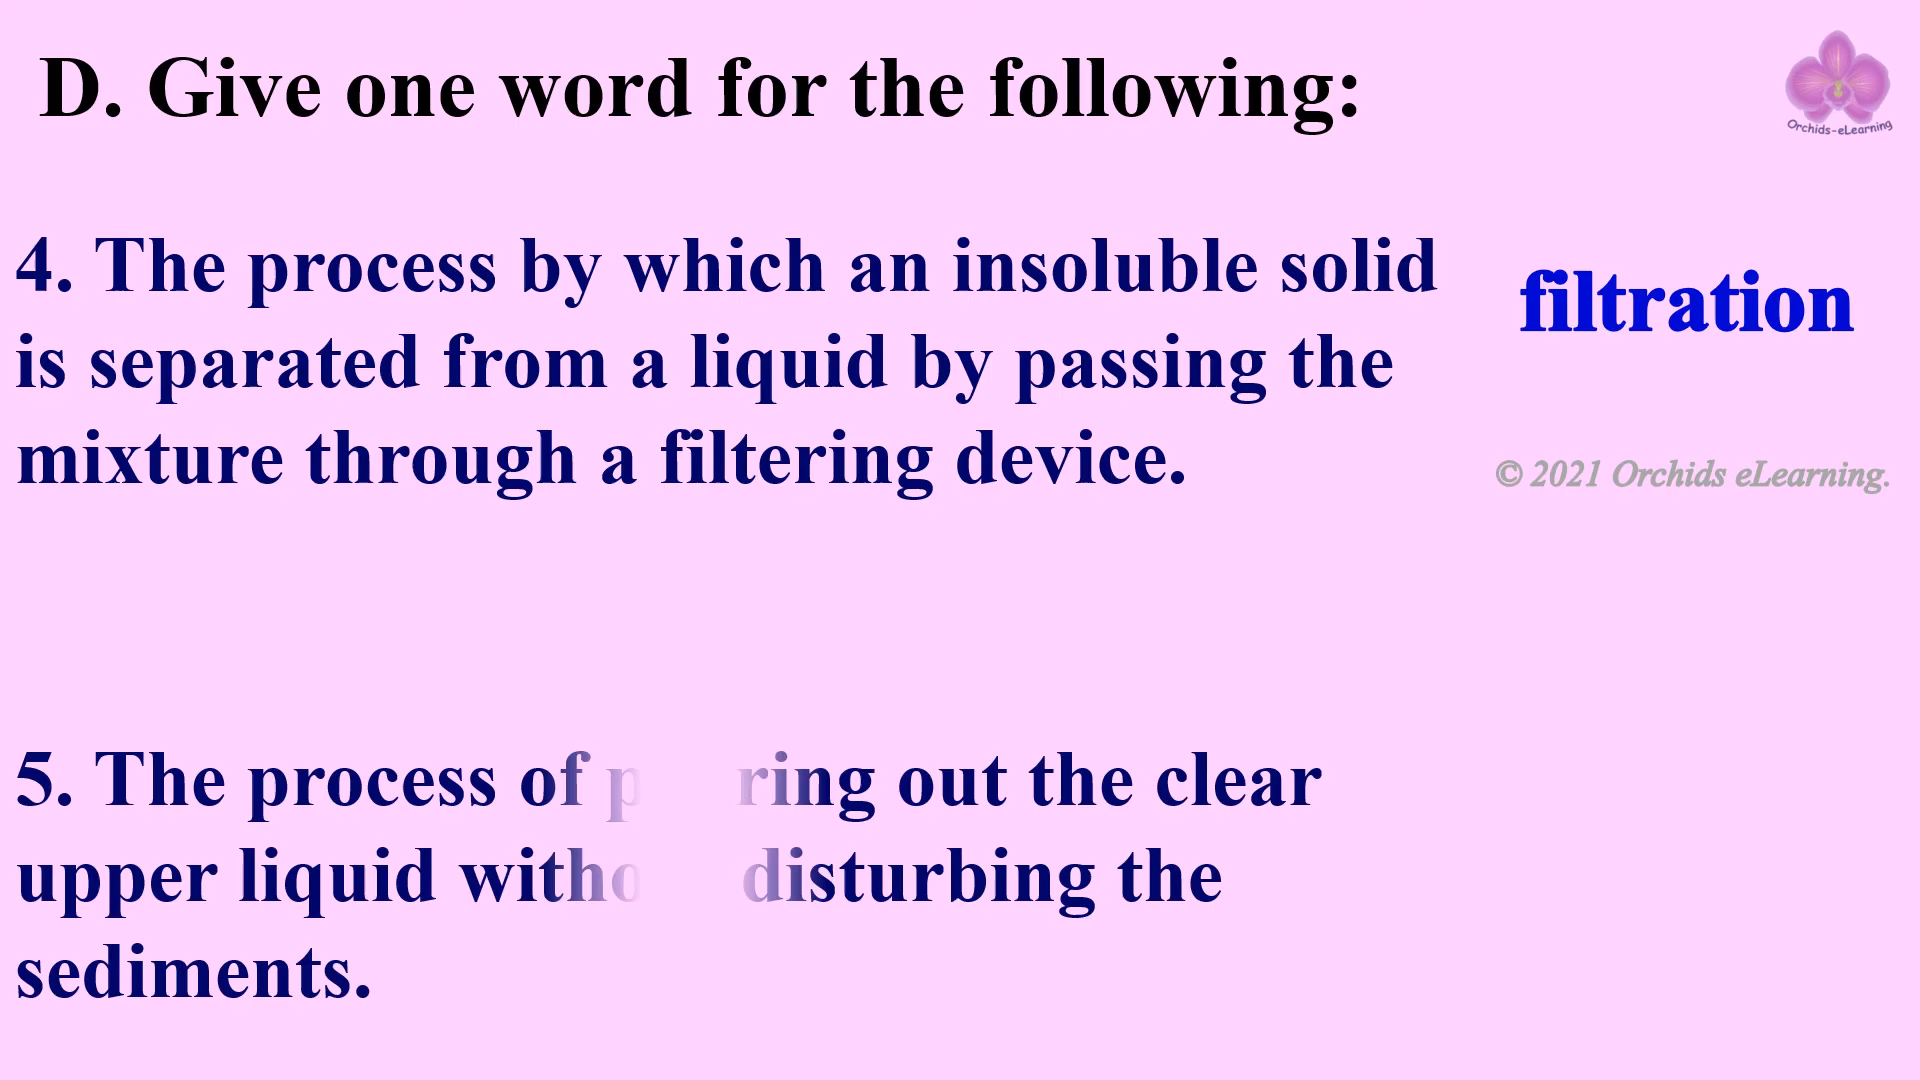 D. Give one word for the following:
Orchids-eLearning
4. The process by which an insoluble solid
is separated from a liquid by passing the
mixture through a filtering device.
filtration
© 2021 Orchids eLearning.
5. The process of ring out the clear
upper liquid disturbing the
sediments.